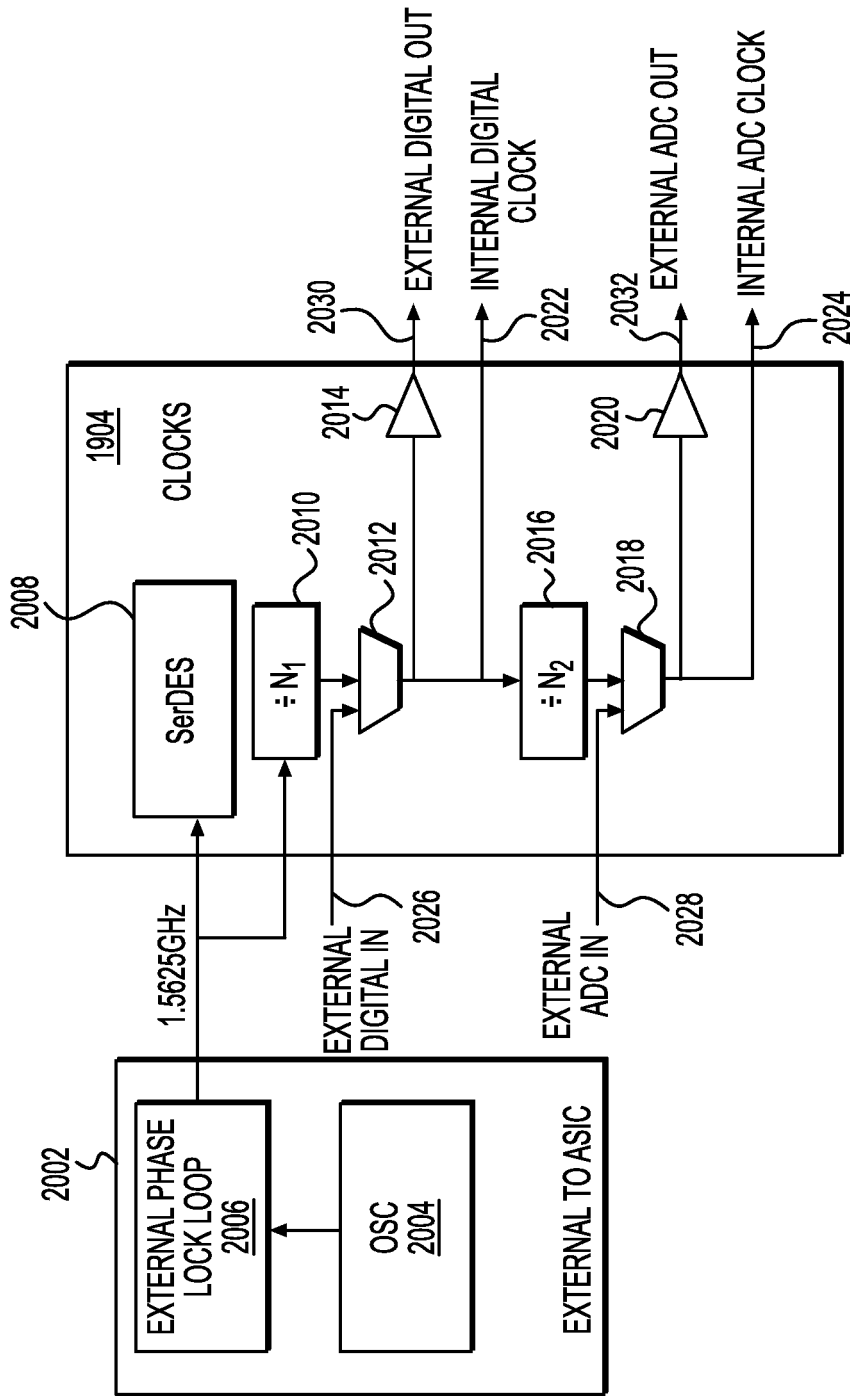 2002
EXTERNAL PHASE
LOCK LOOP
2006
OSC
2004
EXTERNAL TO ASIC
1.5625GHz
EXTERNAL
DIGITAL IN
2026
EXTERNAL
ADC IN
2028
2008
SerDES
1904
CLOCKS
÷ N1
2010
2012
2014
÷ N2
2016
2018
2020
2030
EXTERNAL DIGITAL OUT
INTERNAL DIGITAL
CLOCK
2022
EXTERNAL ADC OUT
2032
INTERNAL ADC CLOCK
2024